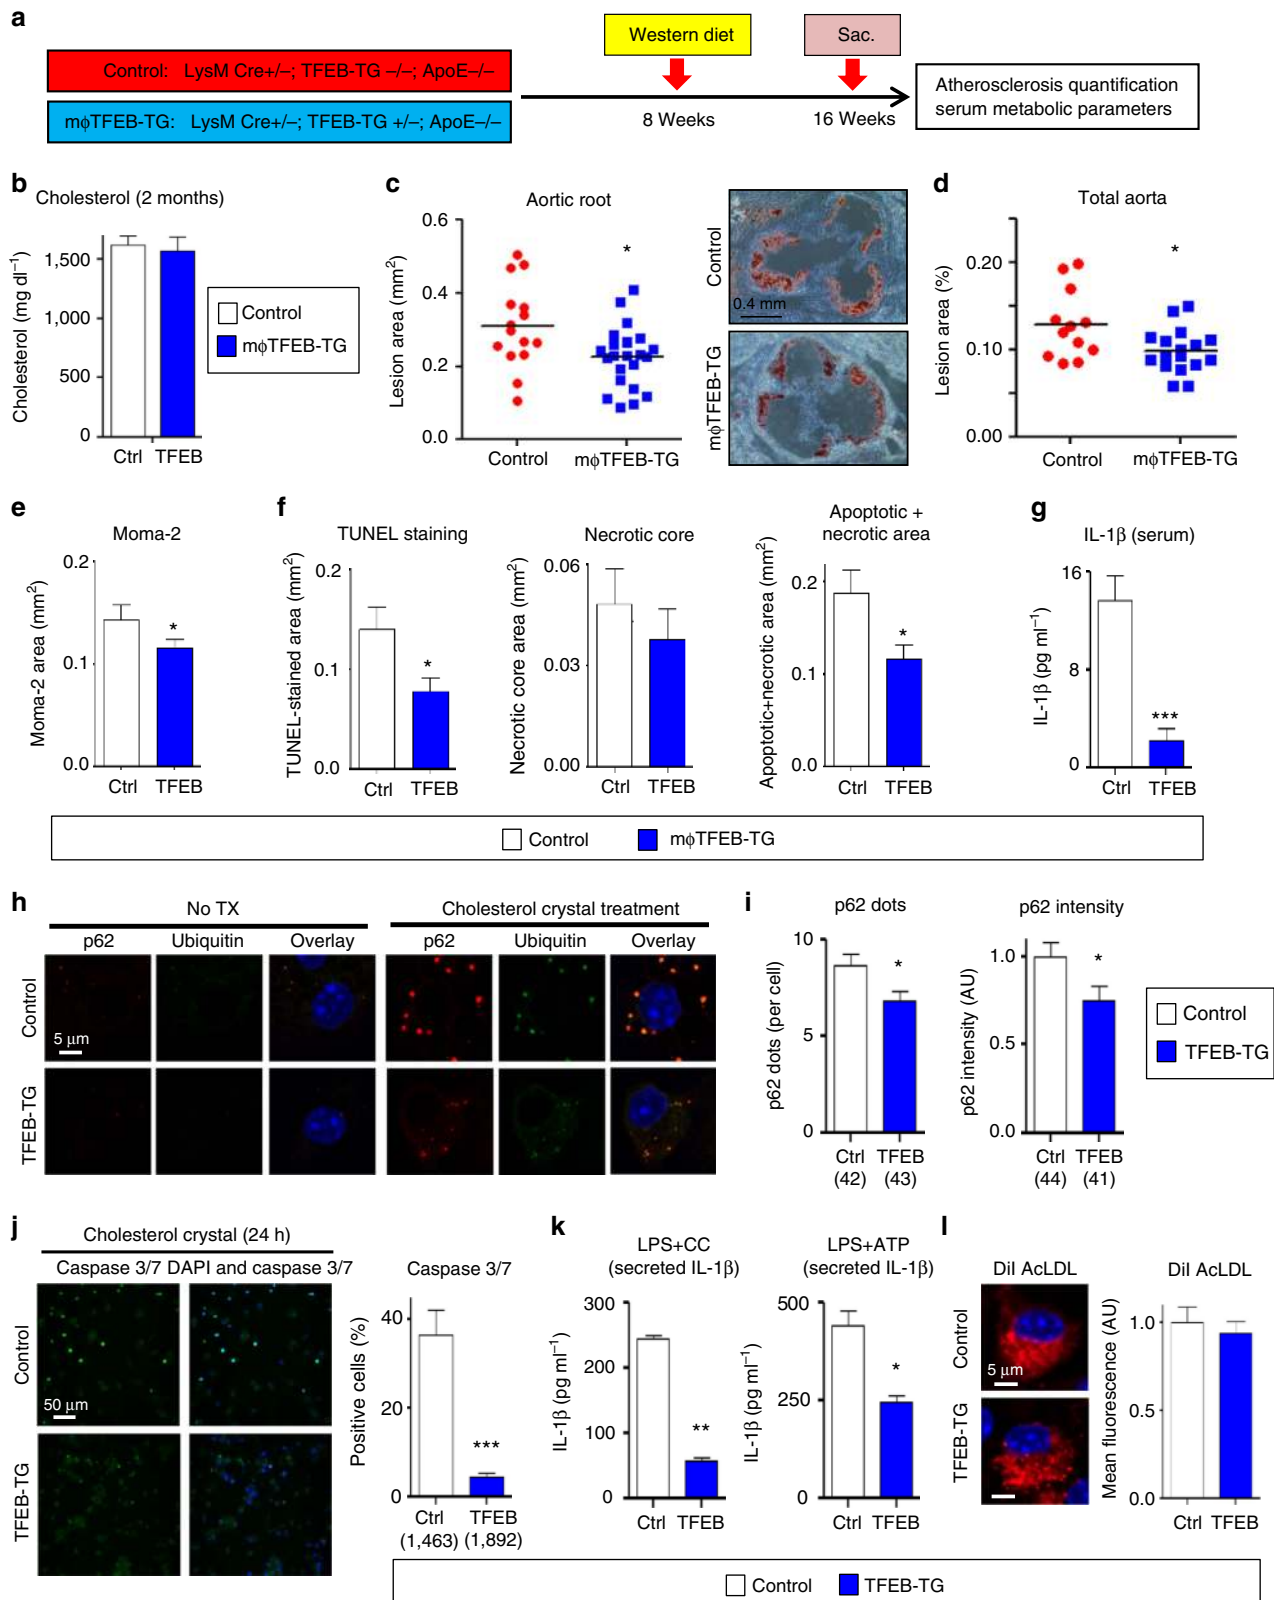 a
Western diet
Sac.
Control: LysM Cre+/–; TFEB-TG –/–; ApoE–/–
mϕTFEB-TG: LysM Cre+/–; TFEB-TG +/–; ApoE–/–
8 Weeks
16 Weeks
Atherosclerosis quantification
serum metabolic parameters
b
Cholesterol (2 months)
Cholesterol (mg dl⁻¹)
1,500
1,000
500
0
Ctrl TFEB
Control
mϕTFEB-TG
c
Aortic root
Lesion area (mm²)
0.6
0.4
0.2
0.0
*
Control mϕTFEB-TG
Control
0.4 mm
mϕTFEB-TG
d
Total aorta
Lesion area (%)
0.20
0.10
0.00
*
Control mϕTFEB-TG
e
Moma-2
Moma-2 area (mm²)
0.2
0.1
0.0
*
Ctrl TFEB
f
TUNEL staining
TUNEL-stained area (mm²)
0.2
0.1
0.0
*
Ctrl TFEB
Necrotic core
Necrotic core area (mm²)
0.06
0.03
0.00
Ctrl TFEB
Apoptotic +
necrotic area
Apoptotic+necrotic area (mm²)
0.2
0.1
0.0
*
Ctrl TFEB
g
IL-1β (serum)
IL-1β (pg ml⁻¹)
16
8
0
***
Ctrl TFEB
Control mϕTFEB-TG
h
No TX
Cholesterol crystal treatment
p62 Ubiquitin Overlay p62 Ubiquitin Overlay
Control
5 μm
TFEB-TG
i
p62 dots
p62 dots (per cell)
10
5
0
*
Ctrl TFEB
(42) (43)
p62 intensity
p62 intensity (AU)
1.0
0.5
0.0
*
Ctrl TFEB
(44) (41)
Control
TFEB-TG
j
Cholesterol crystal (24 h)
Caspase 3/7 DAPI and caspase 3/7
Control
50 μm
TFEB-TG
Caspase 3/7
Positive cells (%)
40
20
0
***
Ctrl TFEB
(1,463) (1,892)
k
LPS+CC
(secreted IL-1β)
IL-1β (pg ml⁻¹)
300
200
100
0
**
Ctrl TFEB
LPS+ATP
(secreted IL-1β)
IL-1β (pg ml⁻¹)
500
250
0
*
Ctrl TFEB
l
Dil AcLDL
Control
5 μm
TFEB-TG
Dil AcLDL
Mean fluorescence (AU)
1.0
0.5
0.0
Ctrl TFEB
Control TFEB-TG